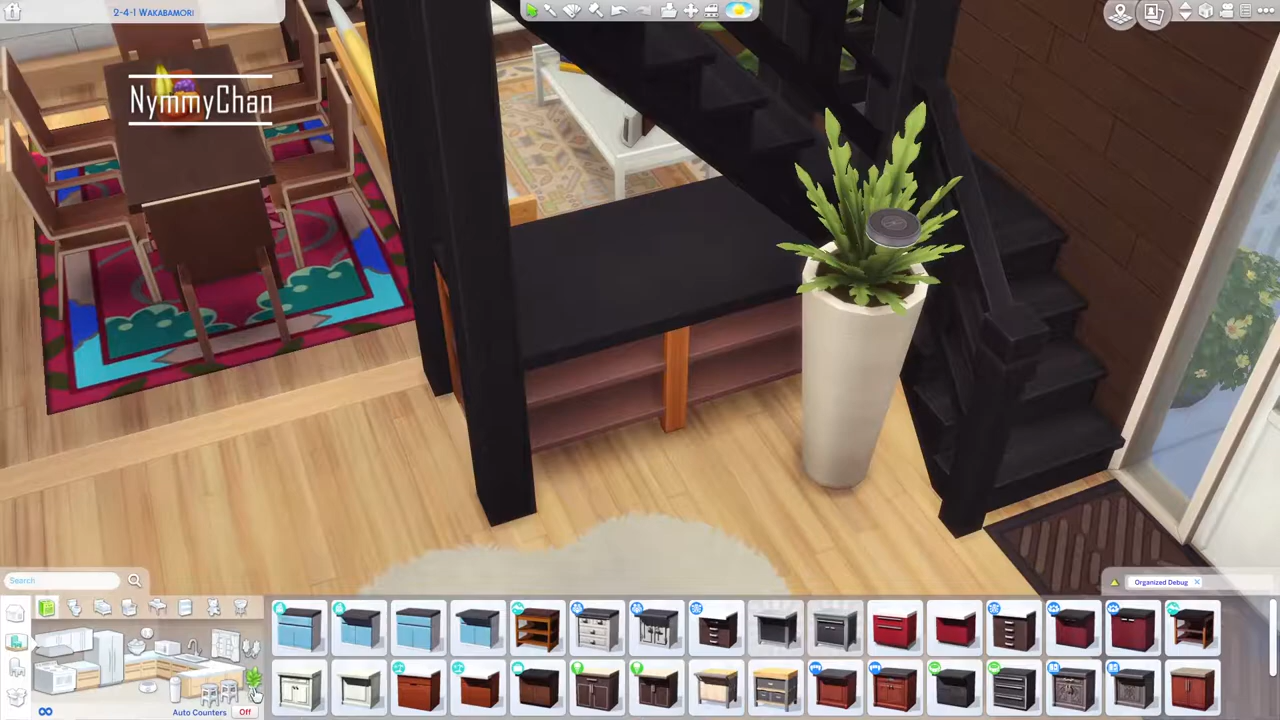 2-4-1 Wakabamori
NymmyChan
Organized Debug
Search
Auto Counters Off